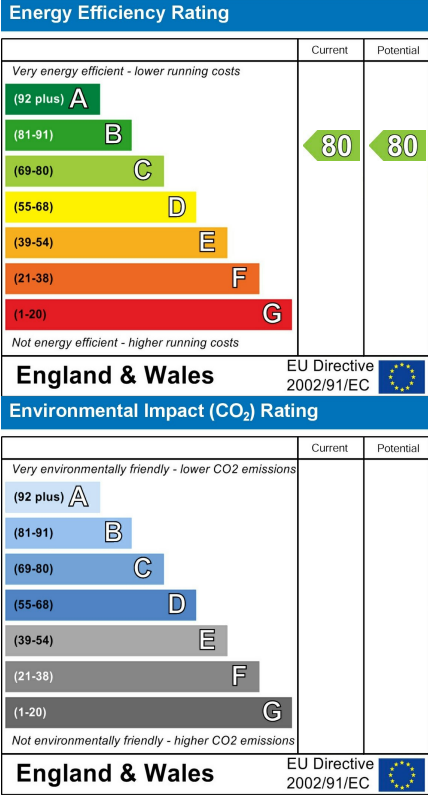 Energy Efficiency Rating
Current Potential
Very energy efficient - lower running costs
(92 plus) A
(81-91) B
80 80
(69-80) C
(55-68) D
(39-54) E
(21-38) F
(1-20) G
Not energy efficient - higher running costs
England & Wales
EU Directive
2002/91/EC
Environmental Impact (CO₂) Rating
Current Potential
Very environmentally friendly - lower CO2 emissions
(92 plus) A
(81-91) B
(69-80) C
(55-68) D
(39-54) E
(21-38) F
(1-20) G
Not environmentally friendly - higher CO2 emissions
England & Wales
EU Directive
2002/91/EC